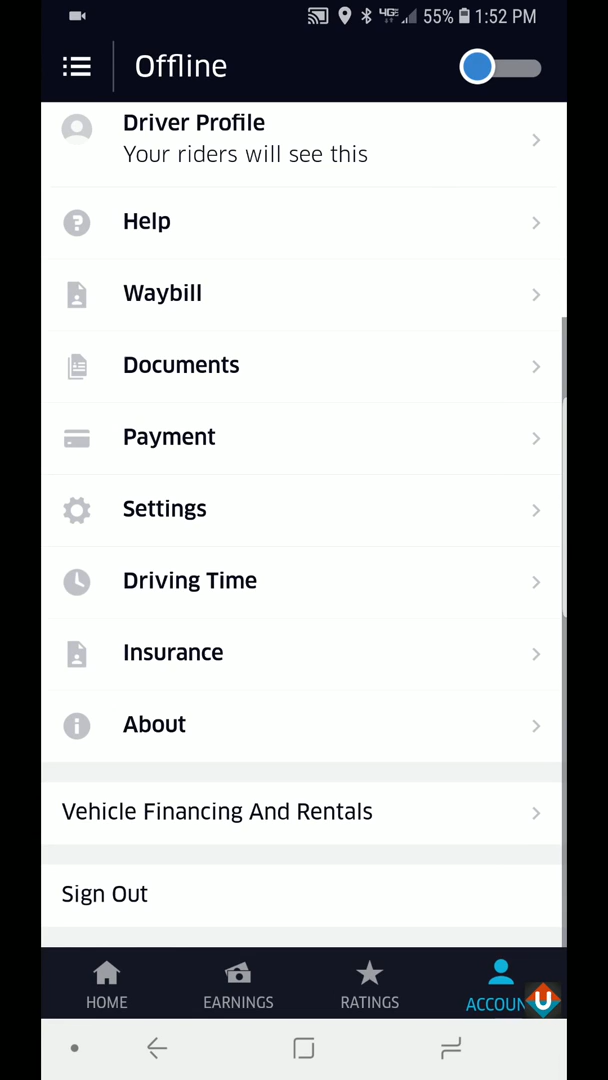 4GE 55% 1:52 PM
Offline
Driver Profile
Your riders will see this
Help
Waybill
Documents
Payment
Settings
Driving Time
Insurance
About
Vehicle Financing And Rentals
Sign Out
HOME EARNINGS RATINGS ACCOUN
U